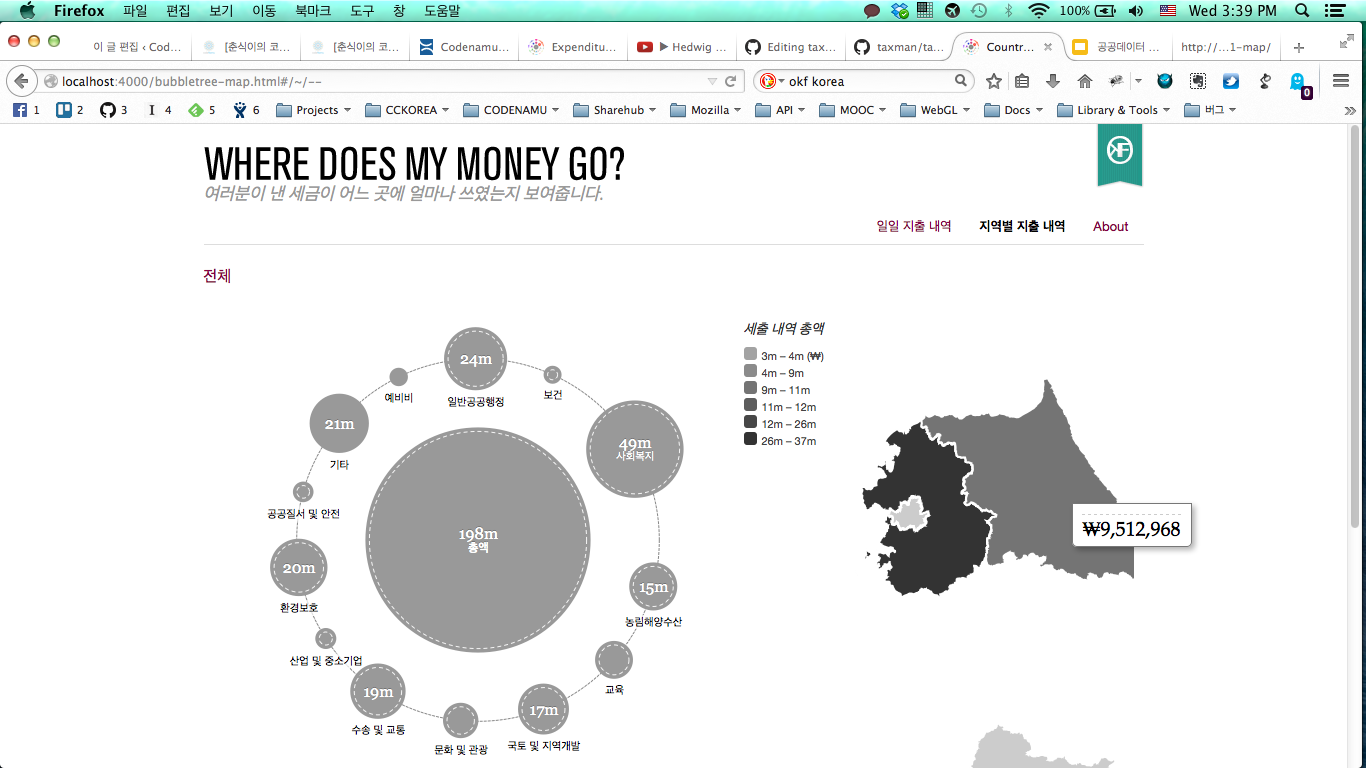 Firefox 파일 편집 보기 이동 북마크 도구 창 도움말 100% Wed 3:39 PM
이 글 편집 ‹ Cod… [춘식이의 코… [춘식이의 코… Codenamu… Expenditu… ▶ Hedwig … Editing tax… taxman/ta… Countr… 공공데이터 … http://…1-map/
localhost:4000/bubbletree-map.html#/~/-- okf korea 0
1 2 3 4 5 6 Projects CCKOREA CODENAMU Sharehub Mozilla API MOOC WebGL Docs Library & Tools 버그
WHERE DOES MY MONEY GO?
여러분이 낸 세금이 어느 곳에 얼마나 쓰였는지 보여줍니다.
일일 지출 내역 지역별 지출 내역 About
전체
24m
일반공공행정
보건
49m
사회복지
15m
농림해양수산
교육
17m
국토 및 지역개발
문화 및 관광
19m
수송 및 교통
산업 및 중소기업
20m
환경보호
공공질서 및 안전
21m
기타
예비비
198m
총액
세출 내역 총액
3m – 4m (₩)
4m – 9m
9m – 11m
11m – 12m
12m – 26m
26m – 37m
₩9,512,968